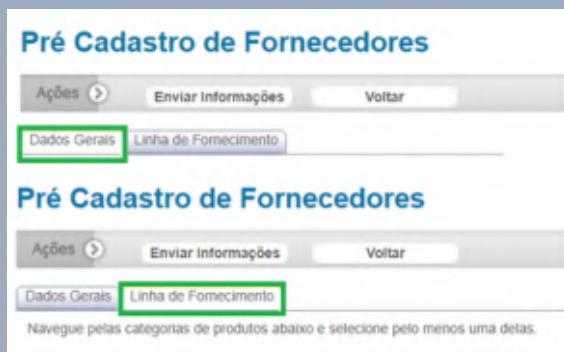 Pré Cadastro de Fornecedores
Ações Enviar Informações Voltar
Dados Gerais Linha de Fornecimento
Pré Cadastro de Fornecedores
Ações Enviar Informações Voltar
Dados Gerais Linha de Fornecimento
Navegue pelas categorias de produtos abaixo e selecione pelo menos uma delas.